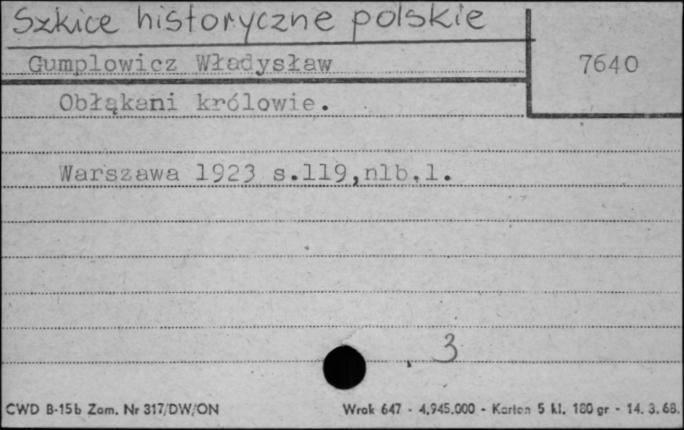 Szkice historyczne polskie
Gumplowicz Władysław
7640
Obłąkani królowie.
Warszawa 1923 s.119,nlb.1.
3
CWD B-15b Zam. Nr 317/DW/ON
Wrak 647 - 4.945.000 - Karton 5 kl. 180 gr - 14. 3. 68.